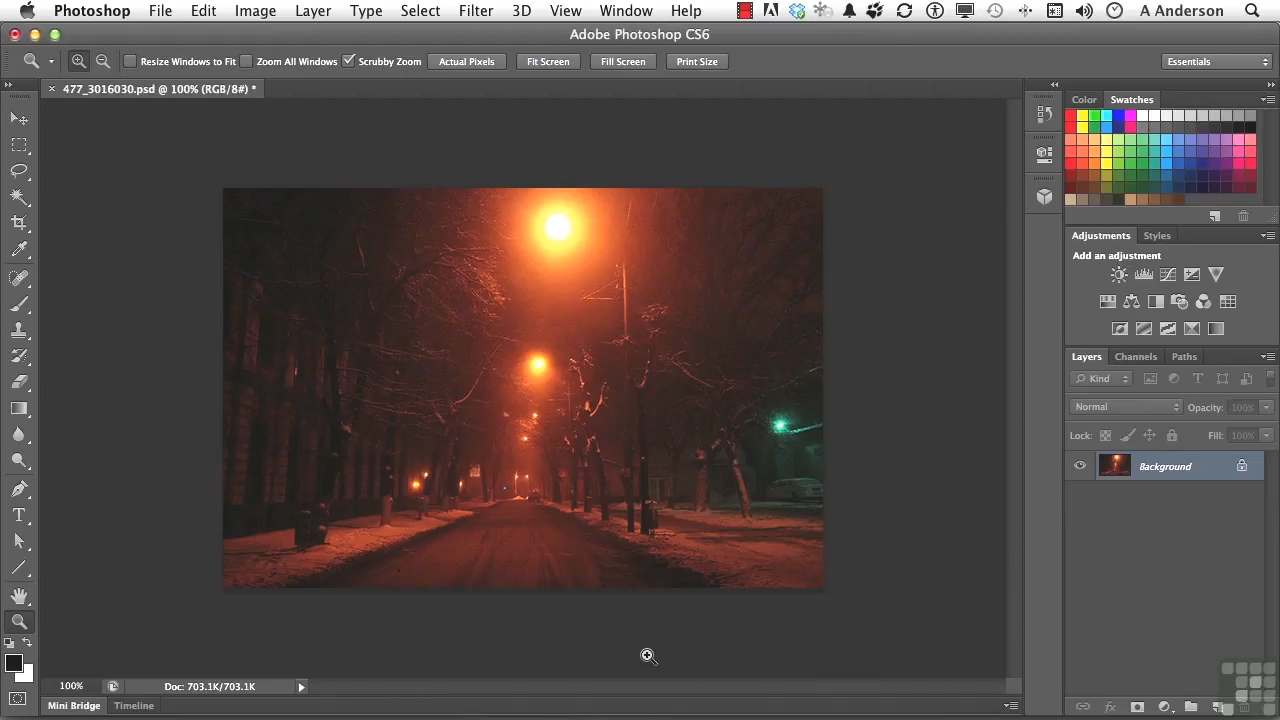 Photoshop File Edit Image Layer Type Select Filter 3D View Window Help A Anderson
Adobe Photoshop CS6
Resize Windows to Fit Zoom All Windows Scrubby Zoom Actual Pixels Fit Screen Fill Screen Print Size Essentials
477_3016030.psd @ 100% (RGB/8#) *
Color Swatches
Adjustments Styles
Add an adjustment
Layers Channels Paths
Kind
Normal Opacity: 100%
Lock: Fill: 100%
Background
100% Doc: 703.1K/703.1K
Mini Bridge Timeline